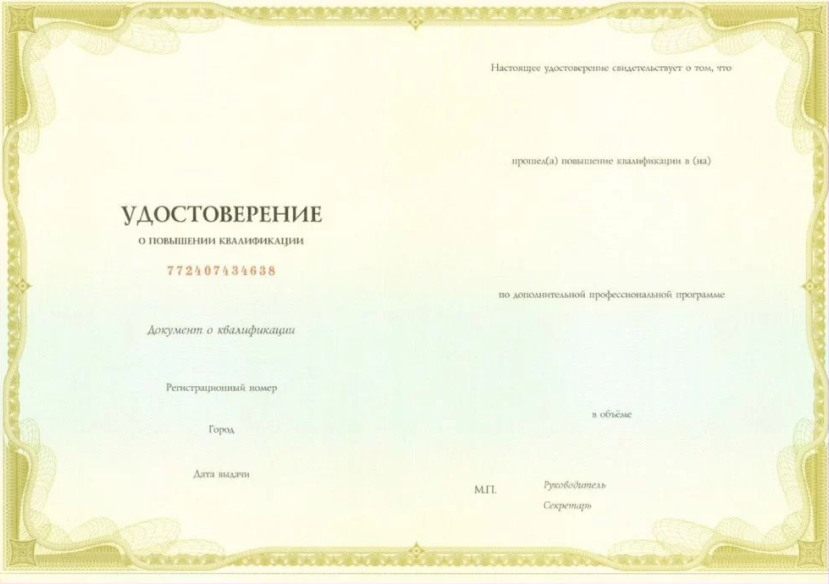 УДОСТОВЕРЕНИЕ
О ПОВЫШЕНИИ КВАЛИФИКАЦИИ
772407434638
Документ о квалификации
Регистрационный номер
Город
Дата выдачи
Настоящее удостоверение свидетельствует о том, что
прошел(а) повышение квалификации в (на)
по дополнительной профессиональной программе
в объёме
М.П.
Руководитель
Секретарь